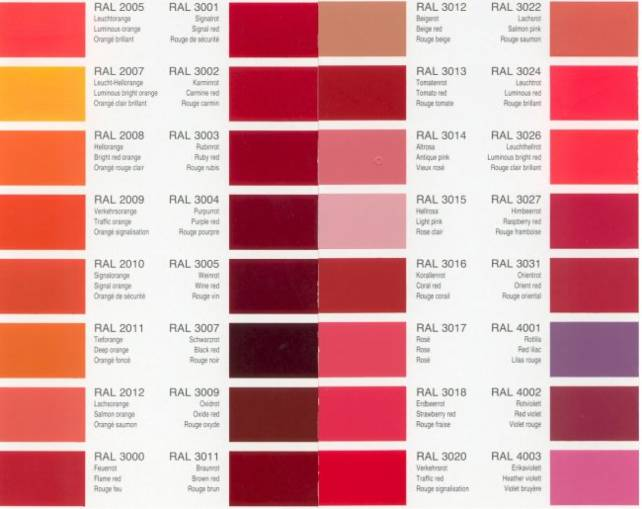 RAL 2005
Leuchtorange
Luminous orange
Orangé brillant
RAL 3001
Signalrot
Signal red
Rouge de sécurité
RAL 3012
Beigerot
Beige red
Rouge beige
RAL 3022
Lachsrot
Salmon pink
Rouge saumon
RAL 2007
Leucht-Hellorange
Luminous bright orange
Orangé clair brillant
RAL 3002
Karminrot
Carmine red
Rouge carmin
RAL 3013
Tomatenrot
Tomato red
Rouge tomate
RAL 3024
Leuchtrot
Luminous red
Rouge brillant
RAL 2008
Hellorange
Bright red orange
Orangé rouge clair
RAL 3003
Rubinrot
Ruby red
Rouge rubis
RAL 3014
Altrosa
Antique pink
Vieux rosé
RAL 3026
Leuchthellrot
Luminous bright red
Rouge clair brillant
RAL 2009
Verkehrsorange
Traffic orange
Orangé signalisation
RAL 3004
Purpurrot
Purple red
Rouge pourpre
RAL 3015
Hellrosa
Light pink
Rose clair
RAL 3027
Himbeerrot
Raspberry red
Rouge framboise
RAL 2010
Signalorange
Signal orange
Orangé de sécurité
RAL 3005
Weinrot
Wine red
Rouge vin
RAL 3016
Korallenrot
Coral red
Rouge corail
RAL 3031
Orientrot
Orient red
Rouge oriental
RAL 2011
Tieforange
Deep orange
Orangé foncé
RAL 3007
Schwarzrot
Black red
Rouge noir
RAL 3017
Rosé
Rose
Rosé
RAL 4001
Rotlila
Red lilac
Lilas rouge
RAL 2012
Lachsorange
Salmon orange
Orangé saumon
RAL 3009
Oxidrot
Oxide red
Rouge oxyde
RAL 3018
Erdbeerrot
Strawberry red
Rouge fraise
RAL 4002
Rotviolett
Red violet
Violet rouge
RAL 3000
Feuerrot
Flame red
Rouge feu
RAL 3011
Braunrot
Brown red
Rouge brun
RAL 3020
Verkehrsrot
Traffic red
Rouge signalisation
RAL 4003
Erikaviolett
Heather violet
Violet bruyère